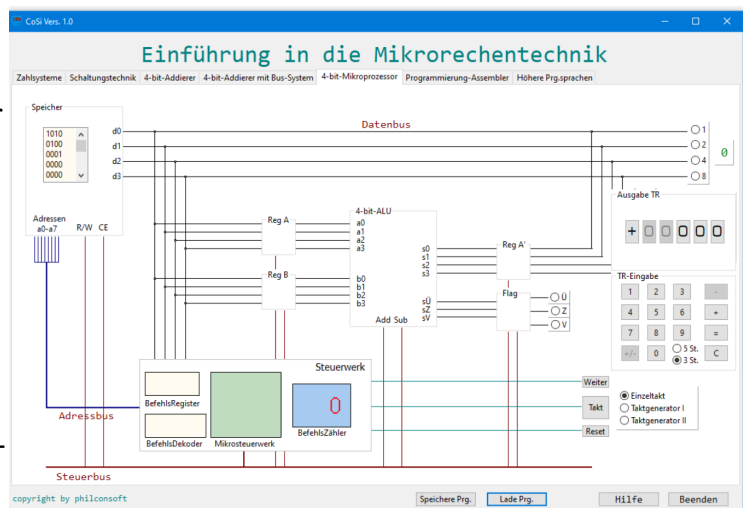 CoSi Vers. 1.0
Einführung in die Mikrorechentechnik
Zahlsysteme Schaltungstechnik 4-bit-Addierer 4-bit-Addierer mit Bus-System 4-bit-Mikroprozessor Programmierung-Assembler Höhere Prg.sprachen
Speicher
1010
0100
0001
0000
0000
d0
d1
d2
d3
Datenbus
1
2
4
8
0
Adressen
a0-a7
R/W CE
Ausgabe TR
+00000
Reg A
4-bit-ALU
a0
a1
a2
a3
s0
s1
s2
s3
Reg A'
Reg B
b0
b1
b2
b3
sÜ
sZ
sV
Flag
Ü
Z
V
Add Sub
TR-Eingabe
1 2 3 -
4 5 6 +
7 8 9 =
+/- 0 5 St. C
3 St.
Steuerwerk
BefehlsRegister
0
BefehlsZähler
BefehlsDekoder
Mikrosteuerwerk
Adressbus
Weiter
Takt
Reset
Einzeltakt
Taktgenerator I
Taktgenerator II
Steuerbus
copyright by philconsoft
Speichere Prg.
Lade Prg.
Hilfe
Beenden